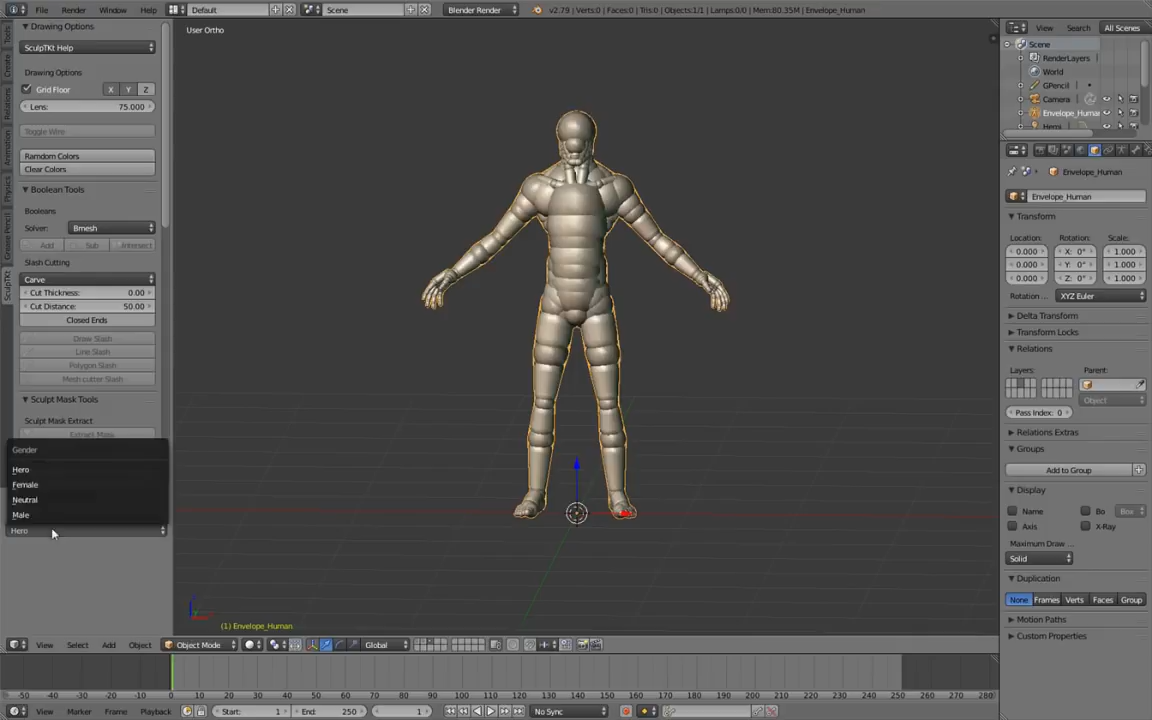 File
Render
Window
Help
Default
Scene
Blender Render
v2.79 | Verts:0 | Faces:0 | Tris:0 | Objects:1/1 | Lamps:0/0 | Mem:80.35M | Envelope_Human
Tools
Create
Relations
Animation
Physics
Grease Pencil
SculpTKt
Drawing Options
SculpTKt Help
Drawing Options
Grid Floor
X
Y
Z
Lens:
75.000
Toggle Wire
Ramdom Colors
Clear Colors
Boolean Tools
Booleans
Solver:
Bmesh
Add
Sub
Intersect
Slash Cutting
Carve
Cut Thickness:
0.00
Cut Distance:
50.00
Closed Ends
Draw Slash
Line Slash
Polygon Slash
Mesh cutter Slash
Sculpt Mask Tools
Sculpt Mask Extract
Extract Mask
Gender
Hero
Female
Neutral
Male
Hero
User Ortho
(1) Envelope_Human
View
Select
Add
Object
Object Mode
Global
-50
-40
-30
-20
-10
0
10
20
30
40
50
60
70
80
90
100
110
120
130
140
150
160
170
180
190
200
210
220
230
240
250
260
270
280
View
Marker
Frame
Playback
Start:
1
End:
250
1
No Sync
View
Search
All Scenes
Scene
RenderLayers
World
GPencil
Camera
Envelope_Human
Hemi
Envelope_Human
Envelope_Human
Transform
Location:
Rotation:
Scale:
0.000
X: 0°
1.000
0.000
Y: 0°
1.000
0.000
Z: 0°
1.000
Rotation ...
XYZ Euler
Delta Transform
Transform Locks
Relations
Layers:
Parent:
Object
Pass Index: 0
Relations Extras
Groups
Add to Group
Display
Name
Bo
Box
Axis
X-Ray
Maximum Draw ...
Solid
Duplication
None
Frames
Verts
Faces
Group
Motion Paths
Custom Properties